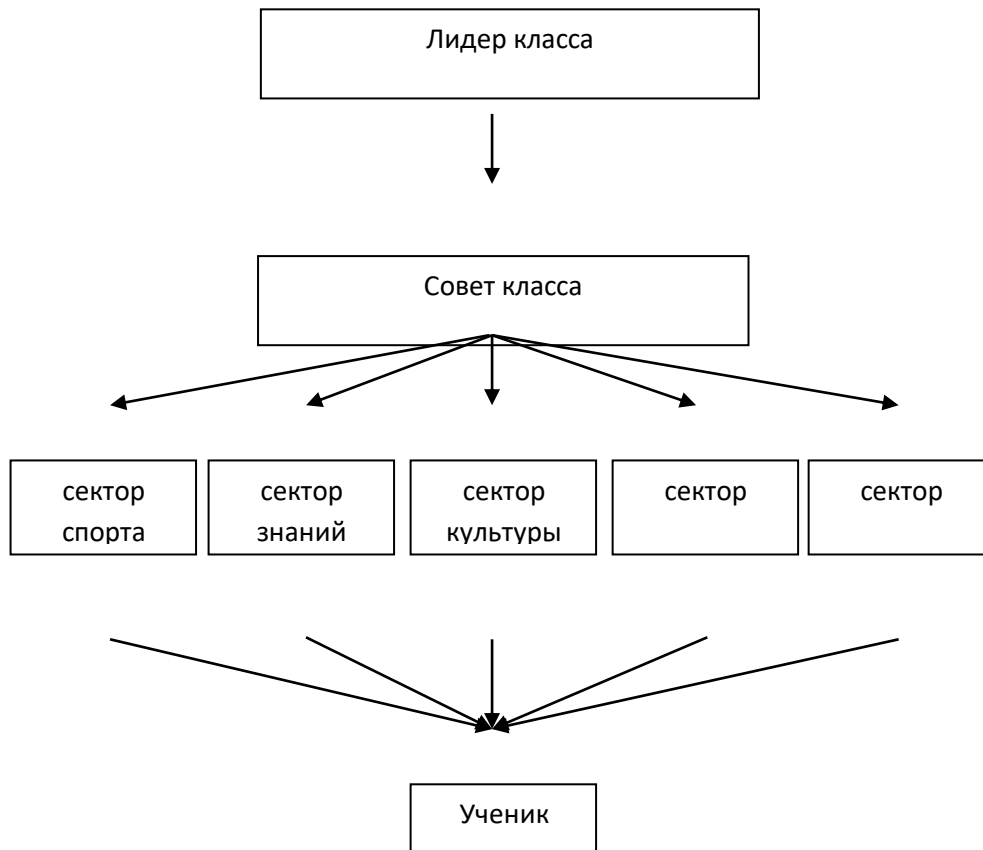 Лидер класса
Совет класса
сектор сектор сектор сектор сектор
спорта знаний культуры
Ученик